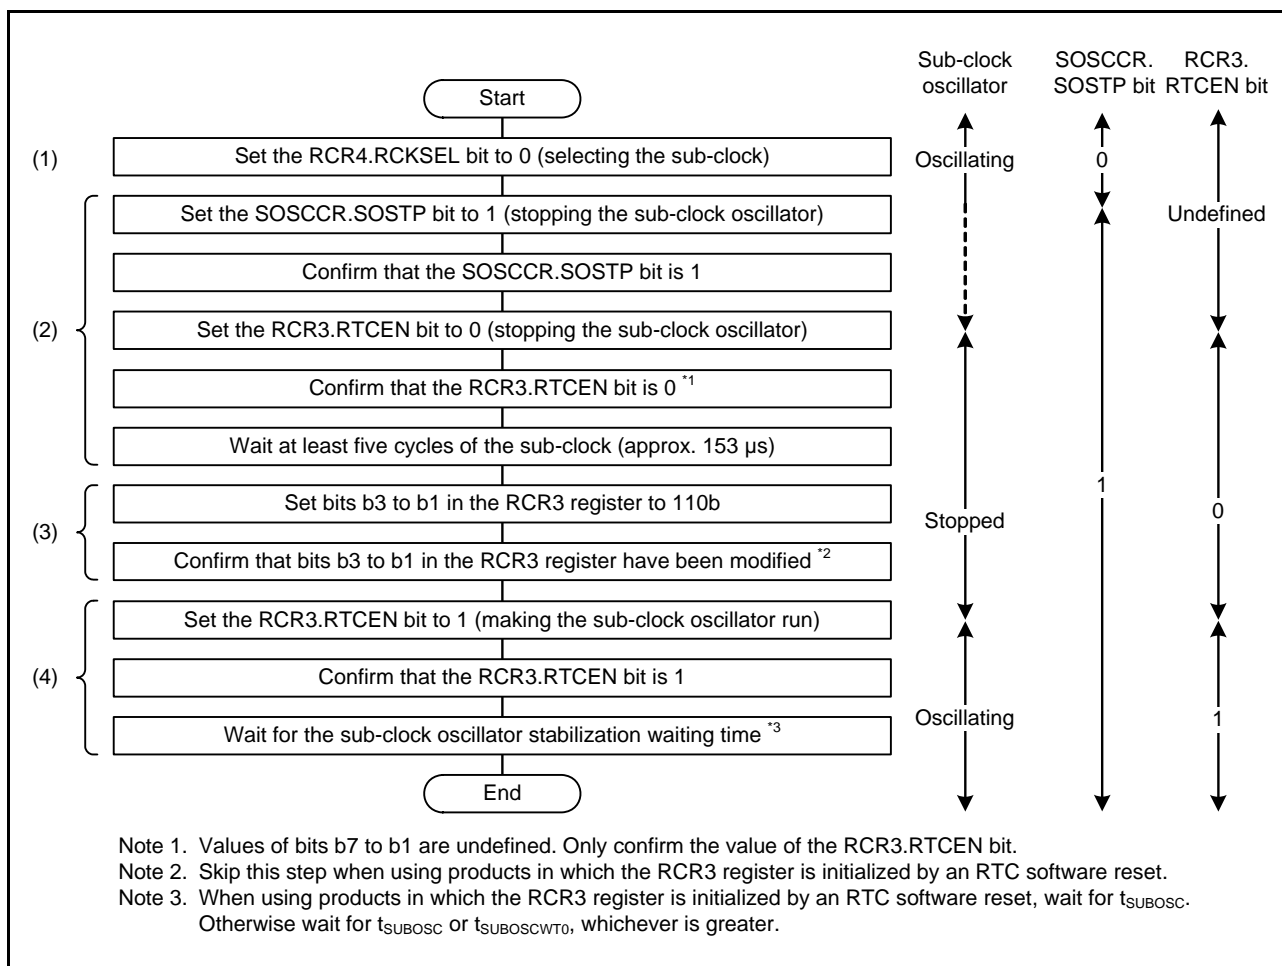 Sub-clock oscillator
SOSCCR. SOSTP bit
RCR3. RTCEN bit
Start
(1)
Set the RCR4.RCKSEL bit to 0 (selecting the sub-clock)
Oscillating
0
Set the SOSCCR.SOSTP bit to 1 (stopping the sub-clock oscillator)
Undefined
Confirm that the SOSCCR.SOSTP bit is 1
(2)
Set the RCR3.RTCEN bit to 0 (stopping the sub-clock oscillator)
Confirm that the RCR3.RTCEN bit is 0 *1
Wait at least five cycles of the sub-clock (approx. 153 µs)
1
Set bits b3 to b1 in the RCR3 register to 110b
(3)
Stopped
0
Confirm that bits b3 to b1 in the RCR3 register have been modified *2
Set the RCR3.RTCEN bit to 1 (making the sub-clock oscillator run)
(4)
Confirm that the RCR3.RTCEN bit is 1
Oscillating
1
Wait for the sub-clock oscillator stabilization waiting time *3
End
Note 1. Values of bits b7 to b1 are undefined. Only confirm the value of the RCR3.RTCEN bit.
Note 2. Skip this step when using products in which the RCR3 register is initialized by an RTC software reset.
Note 3. When using products in which the RCR3 register is initialized by an RTC software reset, wait for tSUBOSC.
Otherwise wait for tSUBOSC or tSUBOSCWT0, whichever is greater.